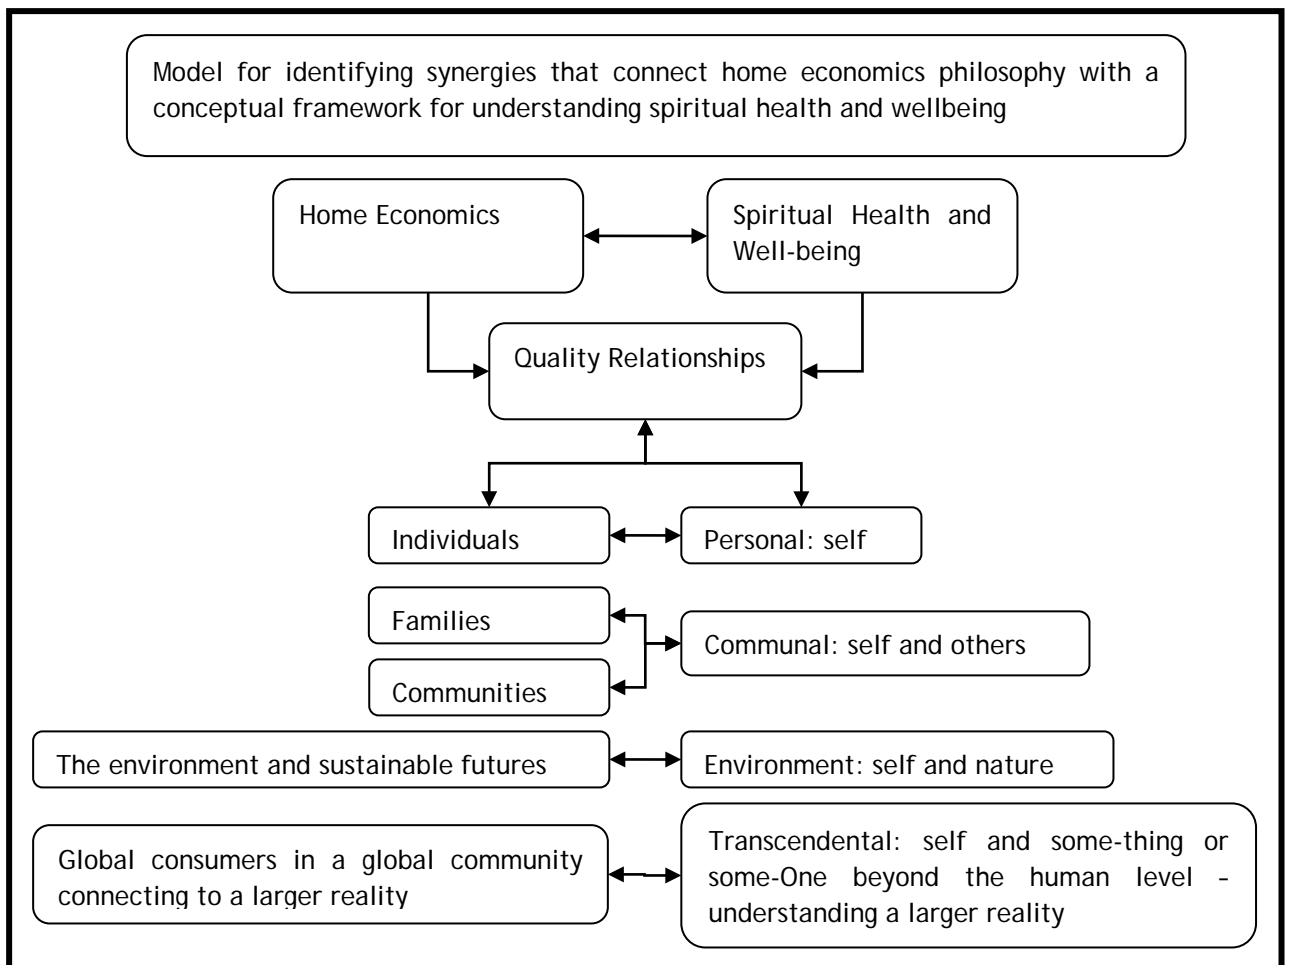 Model for identifying synergies that connect home economics philosophy with a
conceptual framework for understanding spiritual health and wellbeing
Home Economics
Spiritual Health and
Well-being
Quality Relationships
Individuals
Personal: self
Families
Communal: self and others
Communities
The environment and sustainable futures
Environment: self and nature
Global consumers in a global community
connecting to a larger reality
Transcendental: self and some-thing or
some-One beyond the human level –
understanding a larger reality